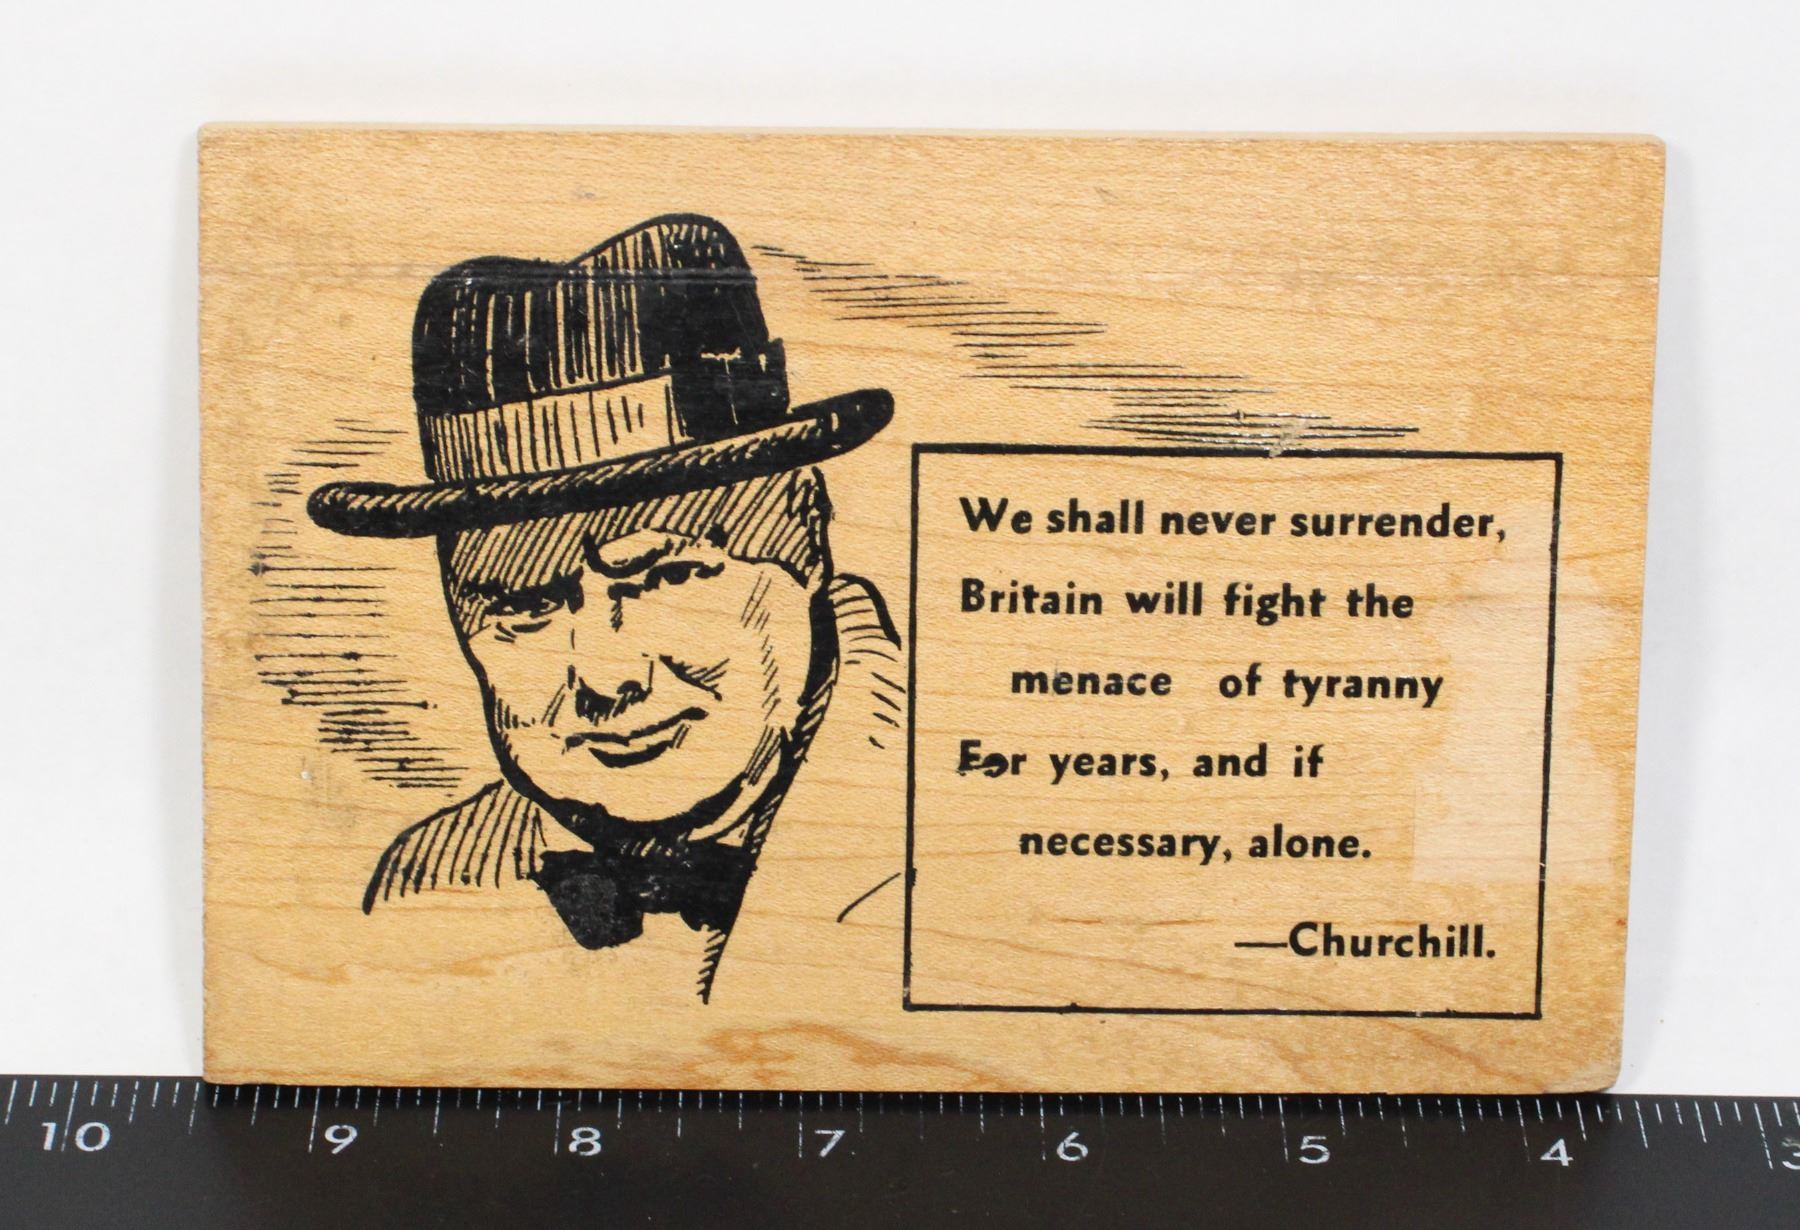 We shall never surrender,
Britain will fight the
menace of tyranny
For years, and if
necessary, alone.
—Churchill.
10 9 8 7 6 5 4 3